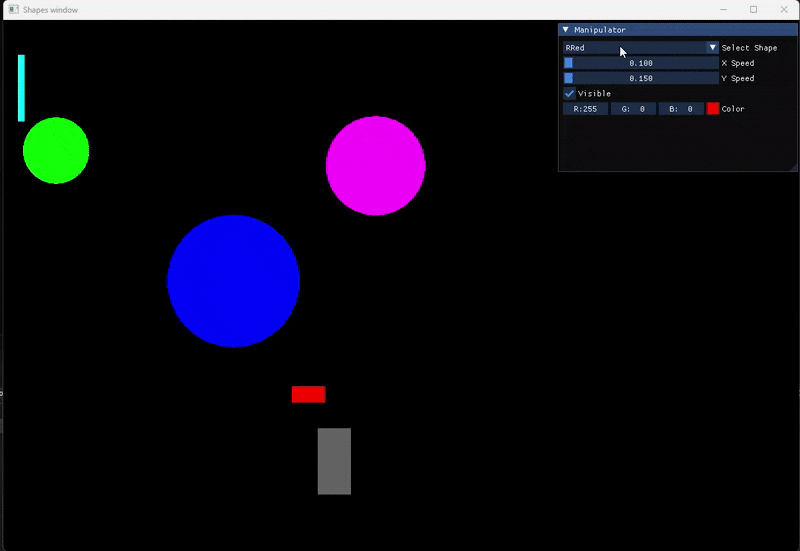 Shapes window
Manipulator
RRed Select Shape
0.100 X Speed
0.150 Y Speed
Visible
R:255 G: 0 B: 0 Color